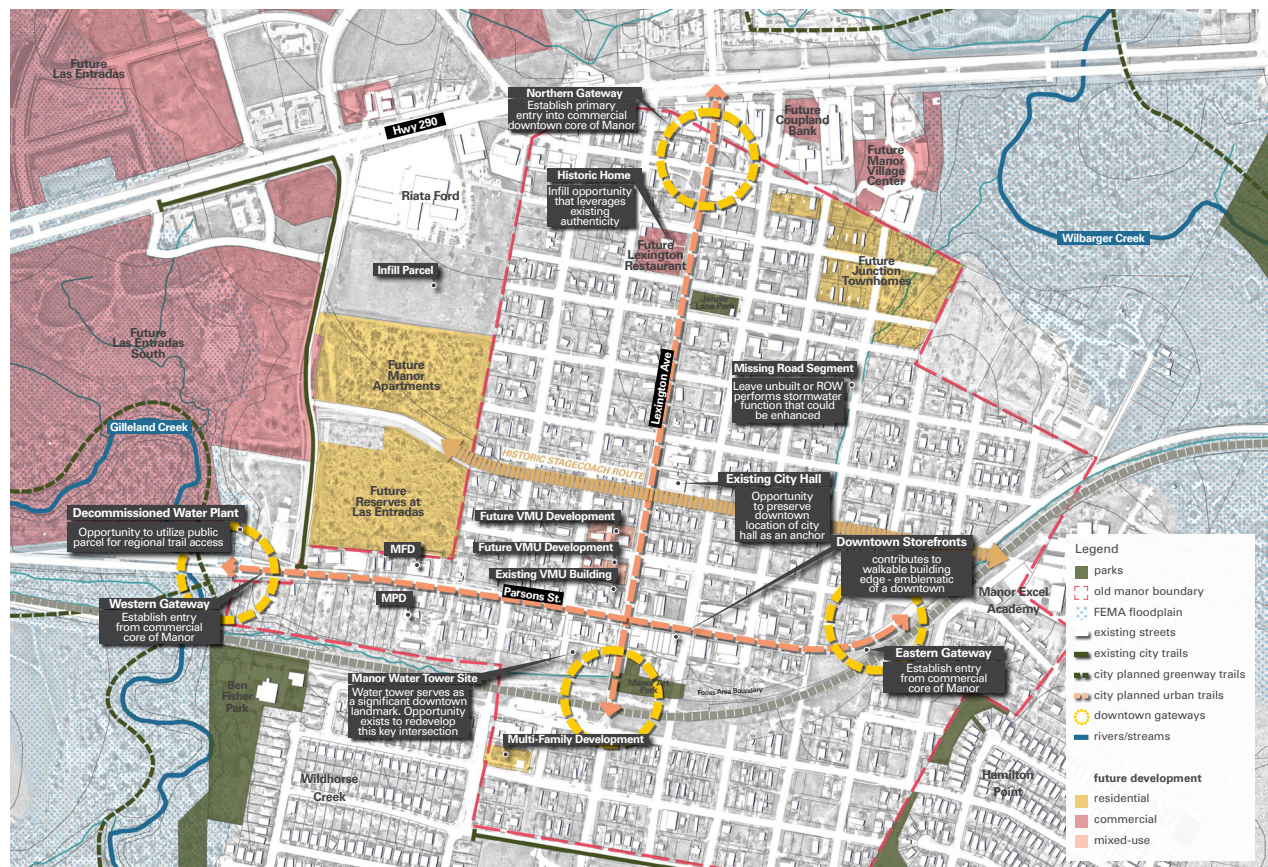 Future
Las Entradas
Hwy 290
Northern Gateway
Establish primary
entry into commercial
downtown core of Manor
Future
Coupland
Bank
Future
Manor
Village
Center
Historic Home
Infill opportunity
that leverages
existing
authenticity
Riata Ford
Wilbarger Creek
Future
Lexington
Restaurant
Future
Junction
Townhomes
Infill Parcel
Jennie
Lane Park
Future
Las Entradas
South
Future
Manor
Apartments
Lexington Ave
Missing Road Segment
Leave unbuilt or ROW
performs stormwater
function that could
be enhanced
Gilleland Creek
HISTORIC STAGECOACH ROUTE
Existing City Hall
Opportunity
to preserve
downtown
location of city
hall as an anchor
Future
Reserves at
Las Entradas
Decommissioned Water Plant
Opportunity to utilize public
parcel for regional trail access
Future VMU Development
Future VMU Development
Existing VMU Building
MFD
Downtown Storefronts
contributes to
walkable building
edge - emblematic
of a downtown
Parsons St.
MPD
Western Gateway
Establish entry
from commercial
core of Manor
Manor Excel
Academy
Eastern Gateway
Establish entry
from commercial
core of Manor
Manor Water Tower Site
Water tower serves as
a significant downtown
landmark. Opportunity
exists to redevelop
this key intersection
Manor Art
Park
Focus Area Boundary
Ben
Fisher
Park
Multi-Family Development
Wildhorse
Creek
Hamilton
Point
Legend
parks
old manor boundary
FEMA floodplain
existing streets
existing city trails
city planned greenway trails
city planned urban trails
downtown gateways
rivers/streams
future development
residential
commercial
mixed-use